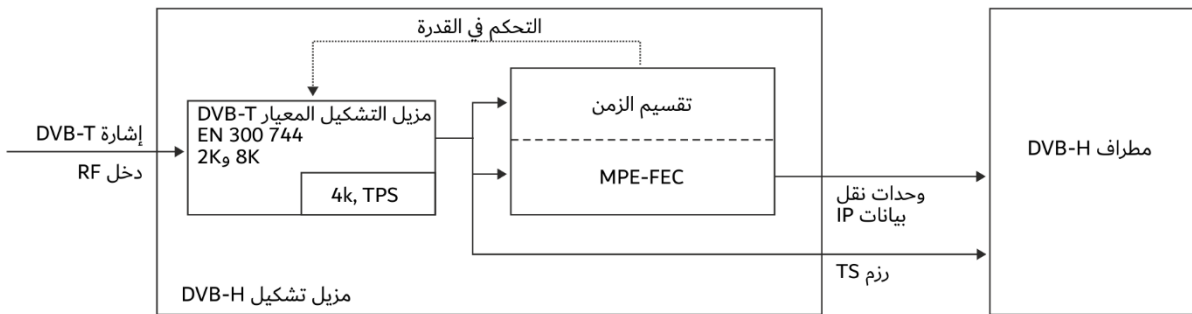 التحكم في القدرة
إشارة DVB-T
دخل RF
مزيل التشكيل المعيار DVB-T
EN 300 744
2K و8K
4k, TPS
تقسيم الزمن
MPE-FEC
وحدات نقل
بيانات IP
رزم TS
مطراف DVB-H
مزيل تشكيل DVB-H